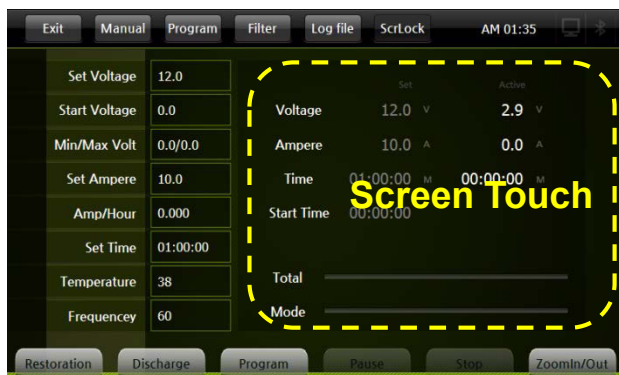 Exit Manual Program Filter Log file ScrLock AM 01:35
Set Voltage 12.0
Start Voltage 0.0
Min/Max Volt 0.0/0.0
Set Ampere 10.0
Amp/Hour 0.000
Set Time 01:00:00
Temperature 38
Frequencey 60
Set Active
Voltage 12.0 V 2.9 V
Ampere 10.0 A 0.0 A
Time 01:00:00 M 00:00:00 M
Screen Touch
Start Time 00:00:00
Total
Mode
Restoration Discharge Program Pause Stop ZoomIn/Out